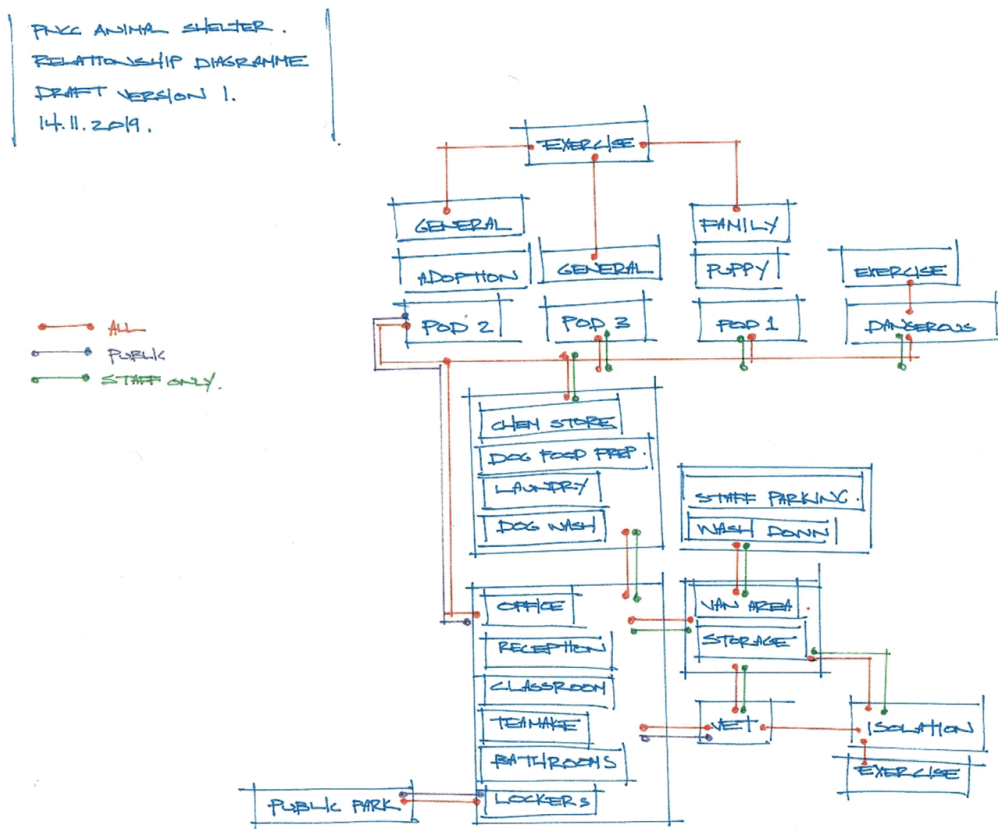 PNCC ANIMAL SHELTER.
RELATIONSHIP DIAGRAMME
DRAFT VERSION 1.
14.11.2019.
EXERCISE
GENERAL
ADOPTION
POD 2
GENERAL
POD 3
FAMILY
PUPPY
POD 1
EXERCISE
DANGEROUS
ALL
PUBLIC
STAFF ONLY.
CHEM STORE
DOG FOOD PREP.
LAUNDRY
DOG WASH
STAFF PARKING.
WASH DOWN
OFFICE
RECEPTION
CLASSROOM
TEAMAKE
BATHROOMS
LOCKERS
VAN AREA.
STORAGE
VET
ISOLATION
EXERCISE
PUBLIC PARK